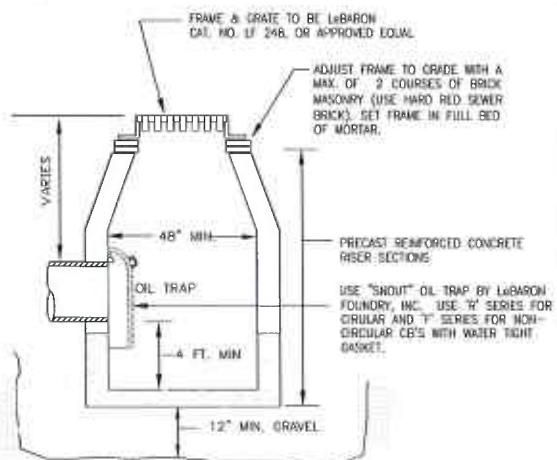 FRAME & GRATE TO BE LeBARON
CAT. NO. LF 248, OR APPROVED EQUAL
ADJUST FRAME TO GRADE WITH A
MAX. OF 2 COURSES OF BRICK
MASONRY (USE HARD RED SEWER
BRICK). SET FRAME IN FULL BED
OF MORTAR.
VARIES
48" MIN.
PRECAST REINFORCED CONCRETE
RISER SECTIONS
OIL TRAP
USE "SNOUT" OIL TRAP BY LeBARON
FOUNDRY, INC. USE 'R' SERIES FOR
CIRULAR AND 'F' SERIES FOR NON-
CIRCULAR CB'S WITH WATER TIGHT
GASKET.
4 FT. MIN
12" MIN. GRAVEL